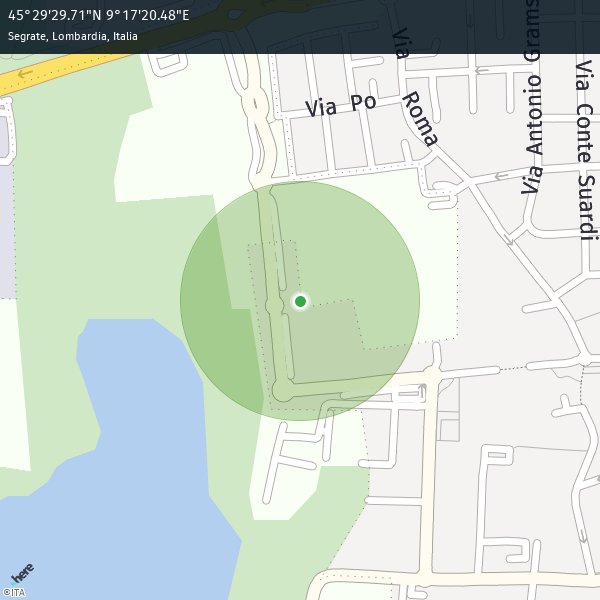 45°29'29.71"N 9°17'20.48"E
Segrate, Lombardia, Italia
Via Po
Via Roma
Via Antonio Grams
Via Conte Suardi
here
©ITA